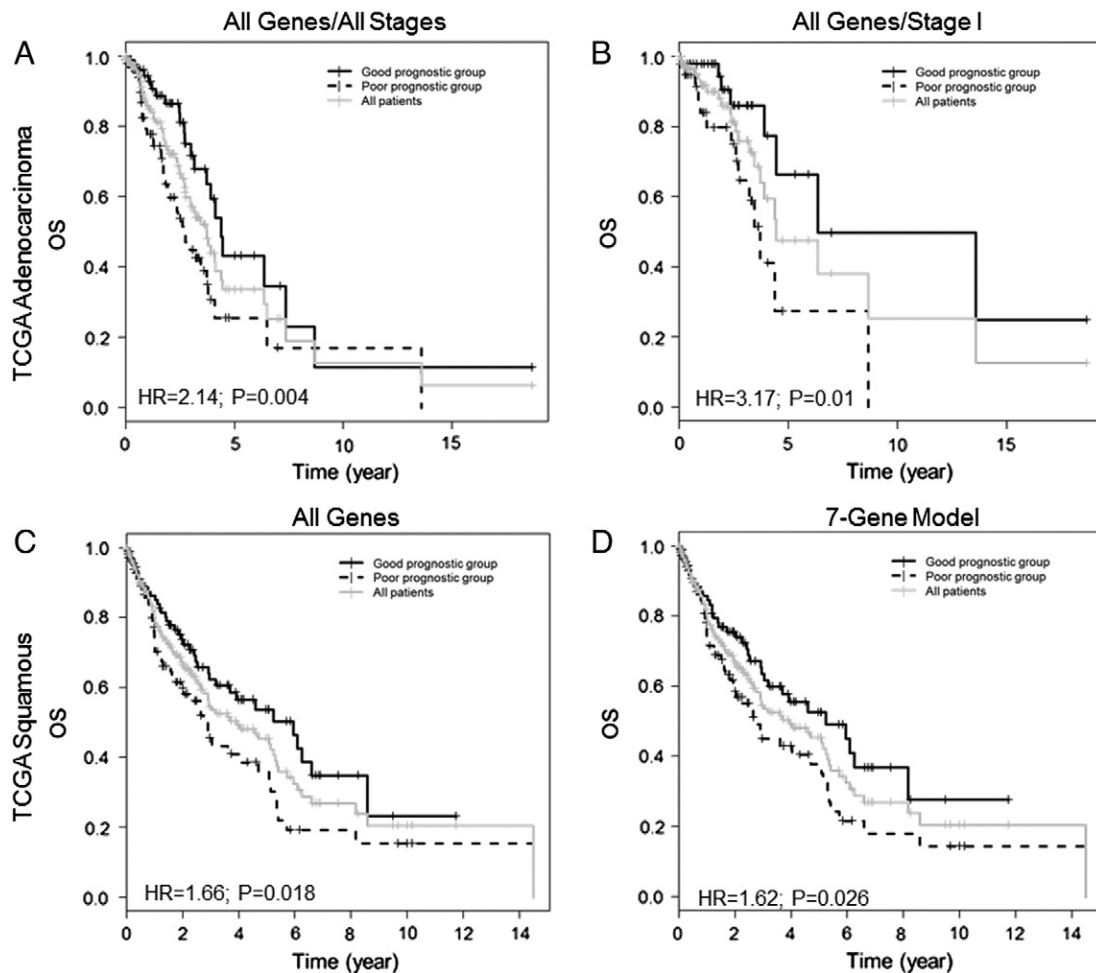 All Genes/All Stages
A
1.0
0.8
0.6
0.4
0.2
0.0
OS
TCGA Adenocarcinoma
Good prognostic group
Poor prognostic group
All patients
HR=2.14; P=0.004
0 5 10 15
Time (year)
All Genes/Stage I
B
1.0
0.8
0.6
0.4
0.2
0.0
OS
Good prognostic group
Poor prognostic group
All patients
HR=3.17; P=0.01
0 5 10 15
Time (year)
All Genes
C
1.0
0.8
0.6
0.4
0.2
0.0
OS
TCGA Squamous
Good prognostic group
Poor prognostic group
All patients
HR=1.66; P=0.018
0 2 4 6 8 10 12 14
Time (year)
7-Gene Model
D
1.0
0.8
0.6
0.4
0.2
0.0
OS
Good prognostic group
Poor prognostic group
All patients
HR=1.62; P=0.026
0 2 4 6 8 10 12 14
Time (year)